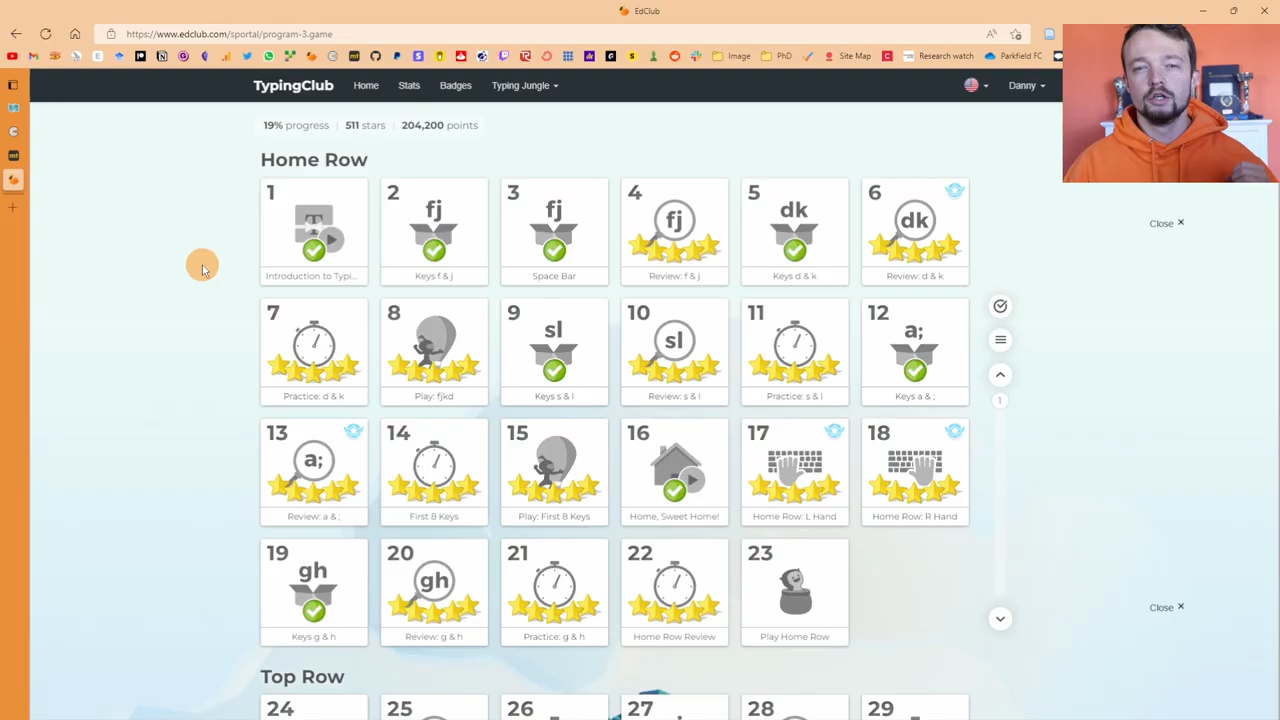 EdClub
https://www.edclub.com/sportal/program-3.game
Image
PhD
Site Map
Research watch
Parkfield FC
TypingClub
Home
Stats
Badges
Typing Jungle
Danny
19% progress
511 stars
204,200 points
Home Row
1
2
3
4
5
6
fj
fj
fj
dk
dk
Introduction to Typi...
Keys f & j
Space Bar
Review: f & j
Keys d & k
Review: d & k
Close
7
8
9
10
11
12
sl
sl
a;
Practice: d & k
Play: fjkd
Keys s & l
Review: s & l
Practice: s & l
Keys a & ;
1
13
14
15
16
17
18
a;
Review: a & ;
First 8 Keys
Play: First 8 Keys
Home, Sweet Home!
Home Row: L Hand
Home Row: R Hand
19
20
21
22
23
gh
gh
Keys g & h
Review: g & h
Practice: g & h
Home Row Review
Play Home Row
Close
Top Row
24
25
26
27
28
29